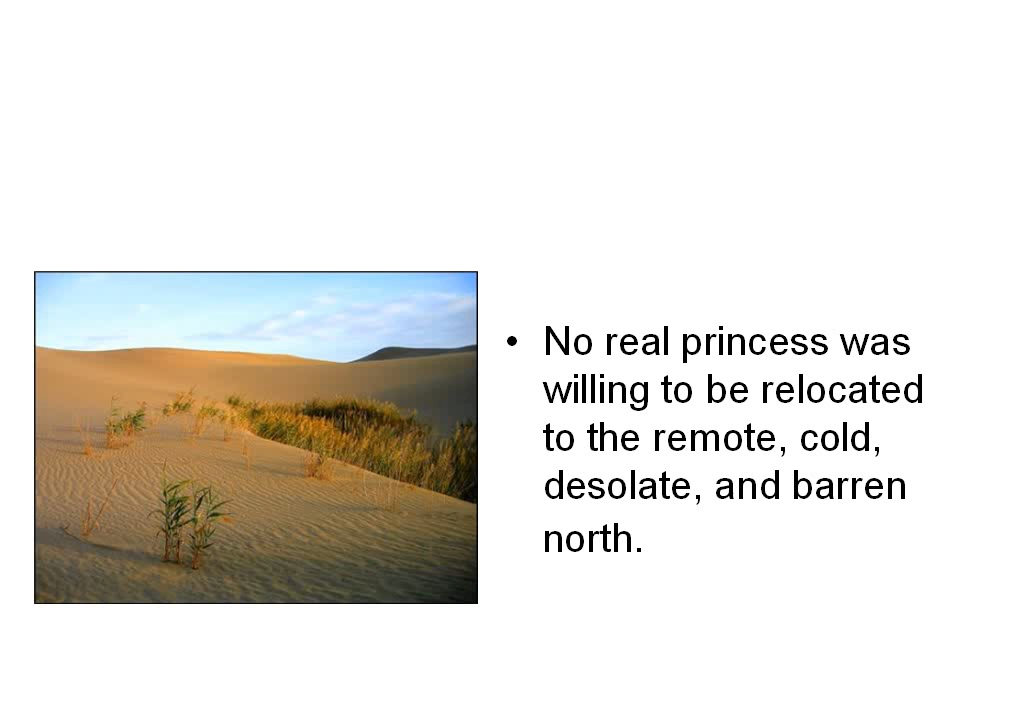 • No real princess was
willing to be relocated
to the remote, cold,
desolate, and barren
north.